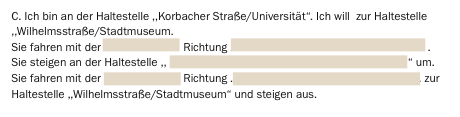 C. Ich bin an der Haltestelle „Korbacher Straße/Universität“. Ich will zur Haltestelle
„Wilhelmsstraße/Stadtmuseum.
Sie fahren mit der Richtung .
Sie steigen an der Haltestelle „ “ um.
Sie fahren mit der Richtung . zur
Haltestelle „Wilhelmsstraße/Stadtmuseum“ und steigen aus.